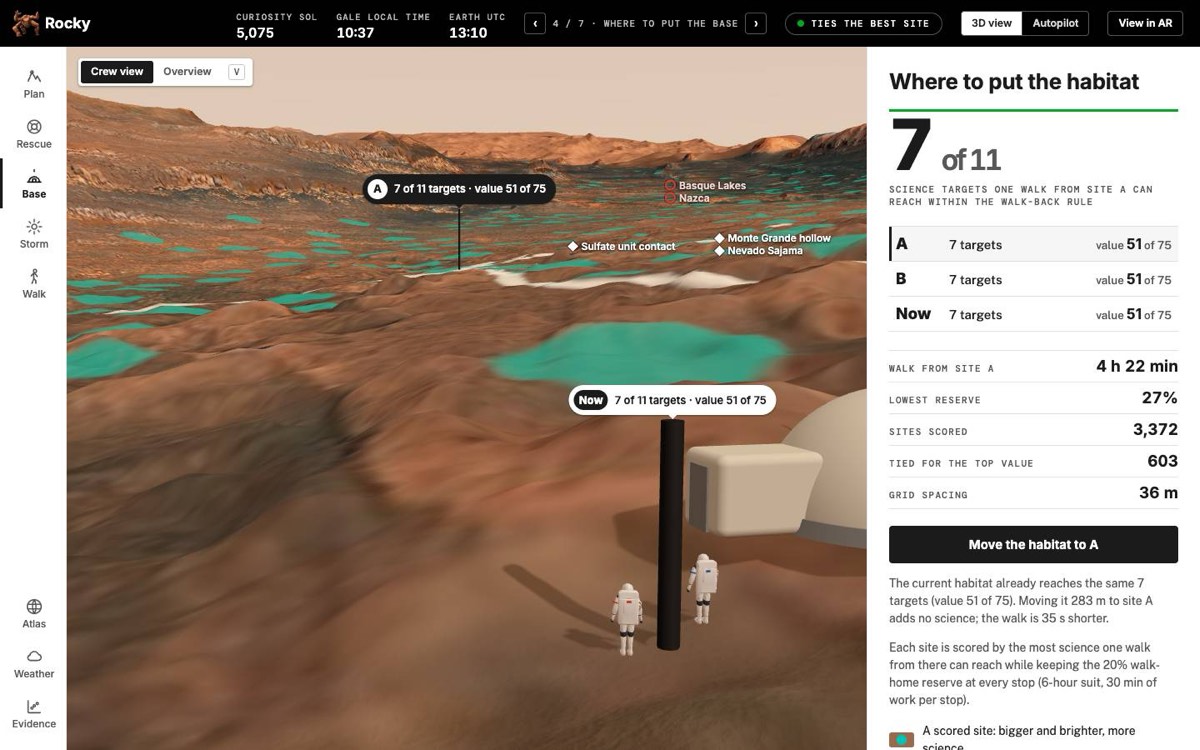 Rocky
CURIOSITY SOL
5,075
GALE LOCAL TIME
10:37
EARTH UTC
13:10
‹ 4 / 7 · WHERE TO PUT THE BASE ›
TIES THE BEST SITE
3D view
Autopilot
View in AR
Plan
Rescue
Base
Storm
Walk
Atlas
Weather
Evidence
Crew view
Overview
V
A 7 of 11 targets · value 51 of 75
Basque Lakes
Nazca
Sulfate unit contact
Monte Grande hollow
Nevado Sajama
Now 7 of 11 targets · value 51 of 75
Where to put the habitat
7 of 11
SCIENCE TARGETS ONE WALK FROM SITE A CAN
REACH WITHIN THE WALK-BACK RULE
A 7 targets value 51 of 75
B 7 targets value 51 of 75
Now 7 targets value 51 of 75
WALK FROM SITE A 4 h 22 min
LOWEST RESERVE 27%
SITES SCORED 3,372
TIED FOR THE TOP VALUE 603
GRID SPACING 36 m
Move the habitat to A
The current habitat already reaches the same 7
targets (value 51 of 75). Moving it 283 m to site A
adds no science; the walk is 35 s shorter.
Each site is scored by the most science one walk
from there can reach while keeping the 20% walk-
home reserve at every stop (6-hour suit, 30 min of
work per stop).
A scored site: bigger and brighter, more
science